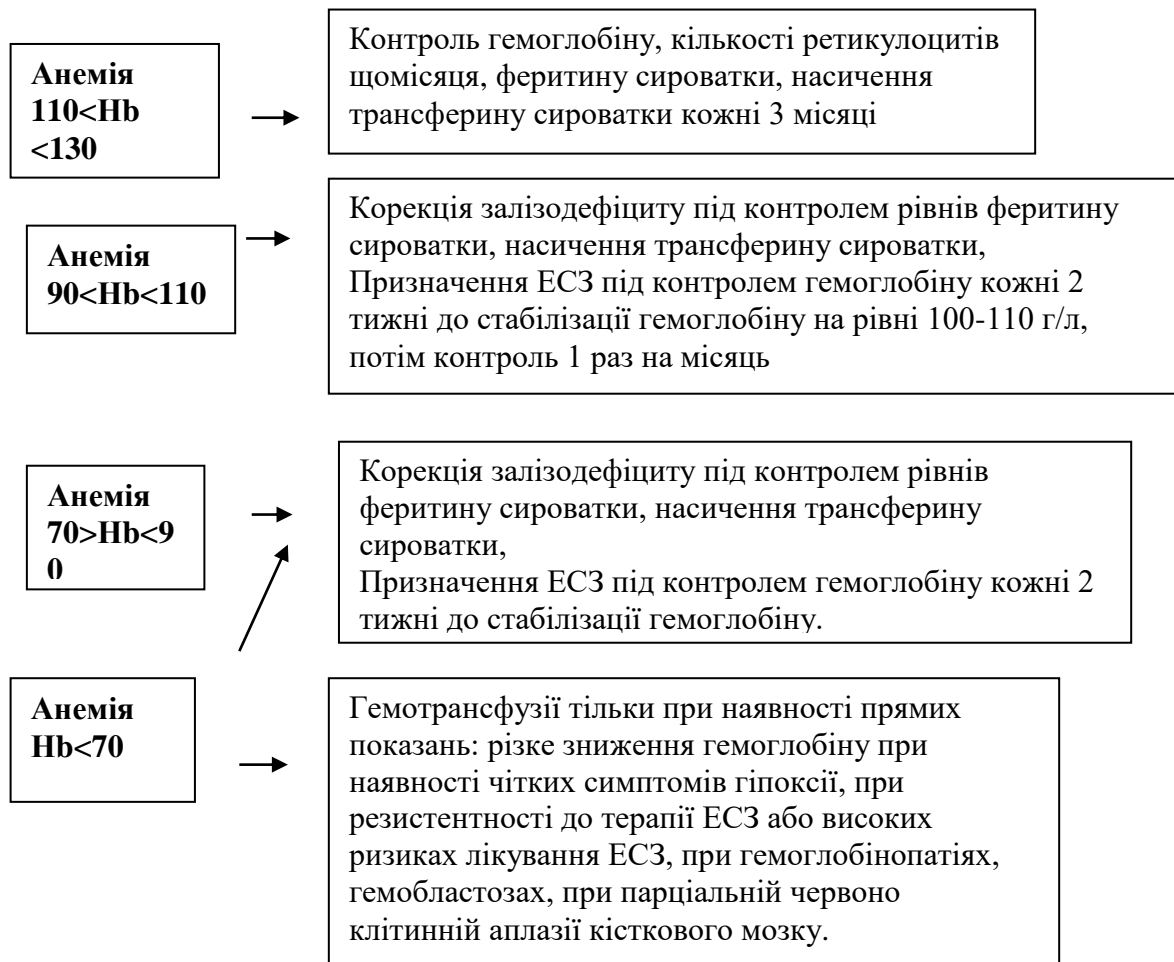 Анемія
110<Hb
<130
Контроль гемоглобіну, кількості ретикулоцитів
щомісяця, феритину сироватки, насичення
трансферину сироватки кожні 3 місяці
Анемія
90<Hb<110
Корекція залізодефіциту під контролем рівнів феритину
сироватки, насичення трансферину сироватки,
Призначення ЕСЗ під контролем гемоглобіну кожні 2
тижні до стабілізації гемоглобіну на рівні 100-110 г/л,
потім контроль 1 раз на місяць
Анемія
70>Hb<9
0
Корекція залізодефіциту під контролем рівнів
феритину сироватки, насичення трансферину
сироватки,
Призначення ЕСЗ під контролем гемоглобіну кожні 2
тижні до стабілізації гемоглобіну.
Анемія
Hb<70
Гемотрансфузії тільки при наявності прямих
показань: різке зниження гемоглобіну при
наявності чітких симптомів гіпоксії, при
резистентності до терапії ЕСЗ або високих
ризиках лікування ЕСЗ, при гемоглобінопатіях,
гемобластозах, при парціальній червоно
клітинній аплазії кісткового мозку.